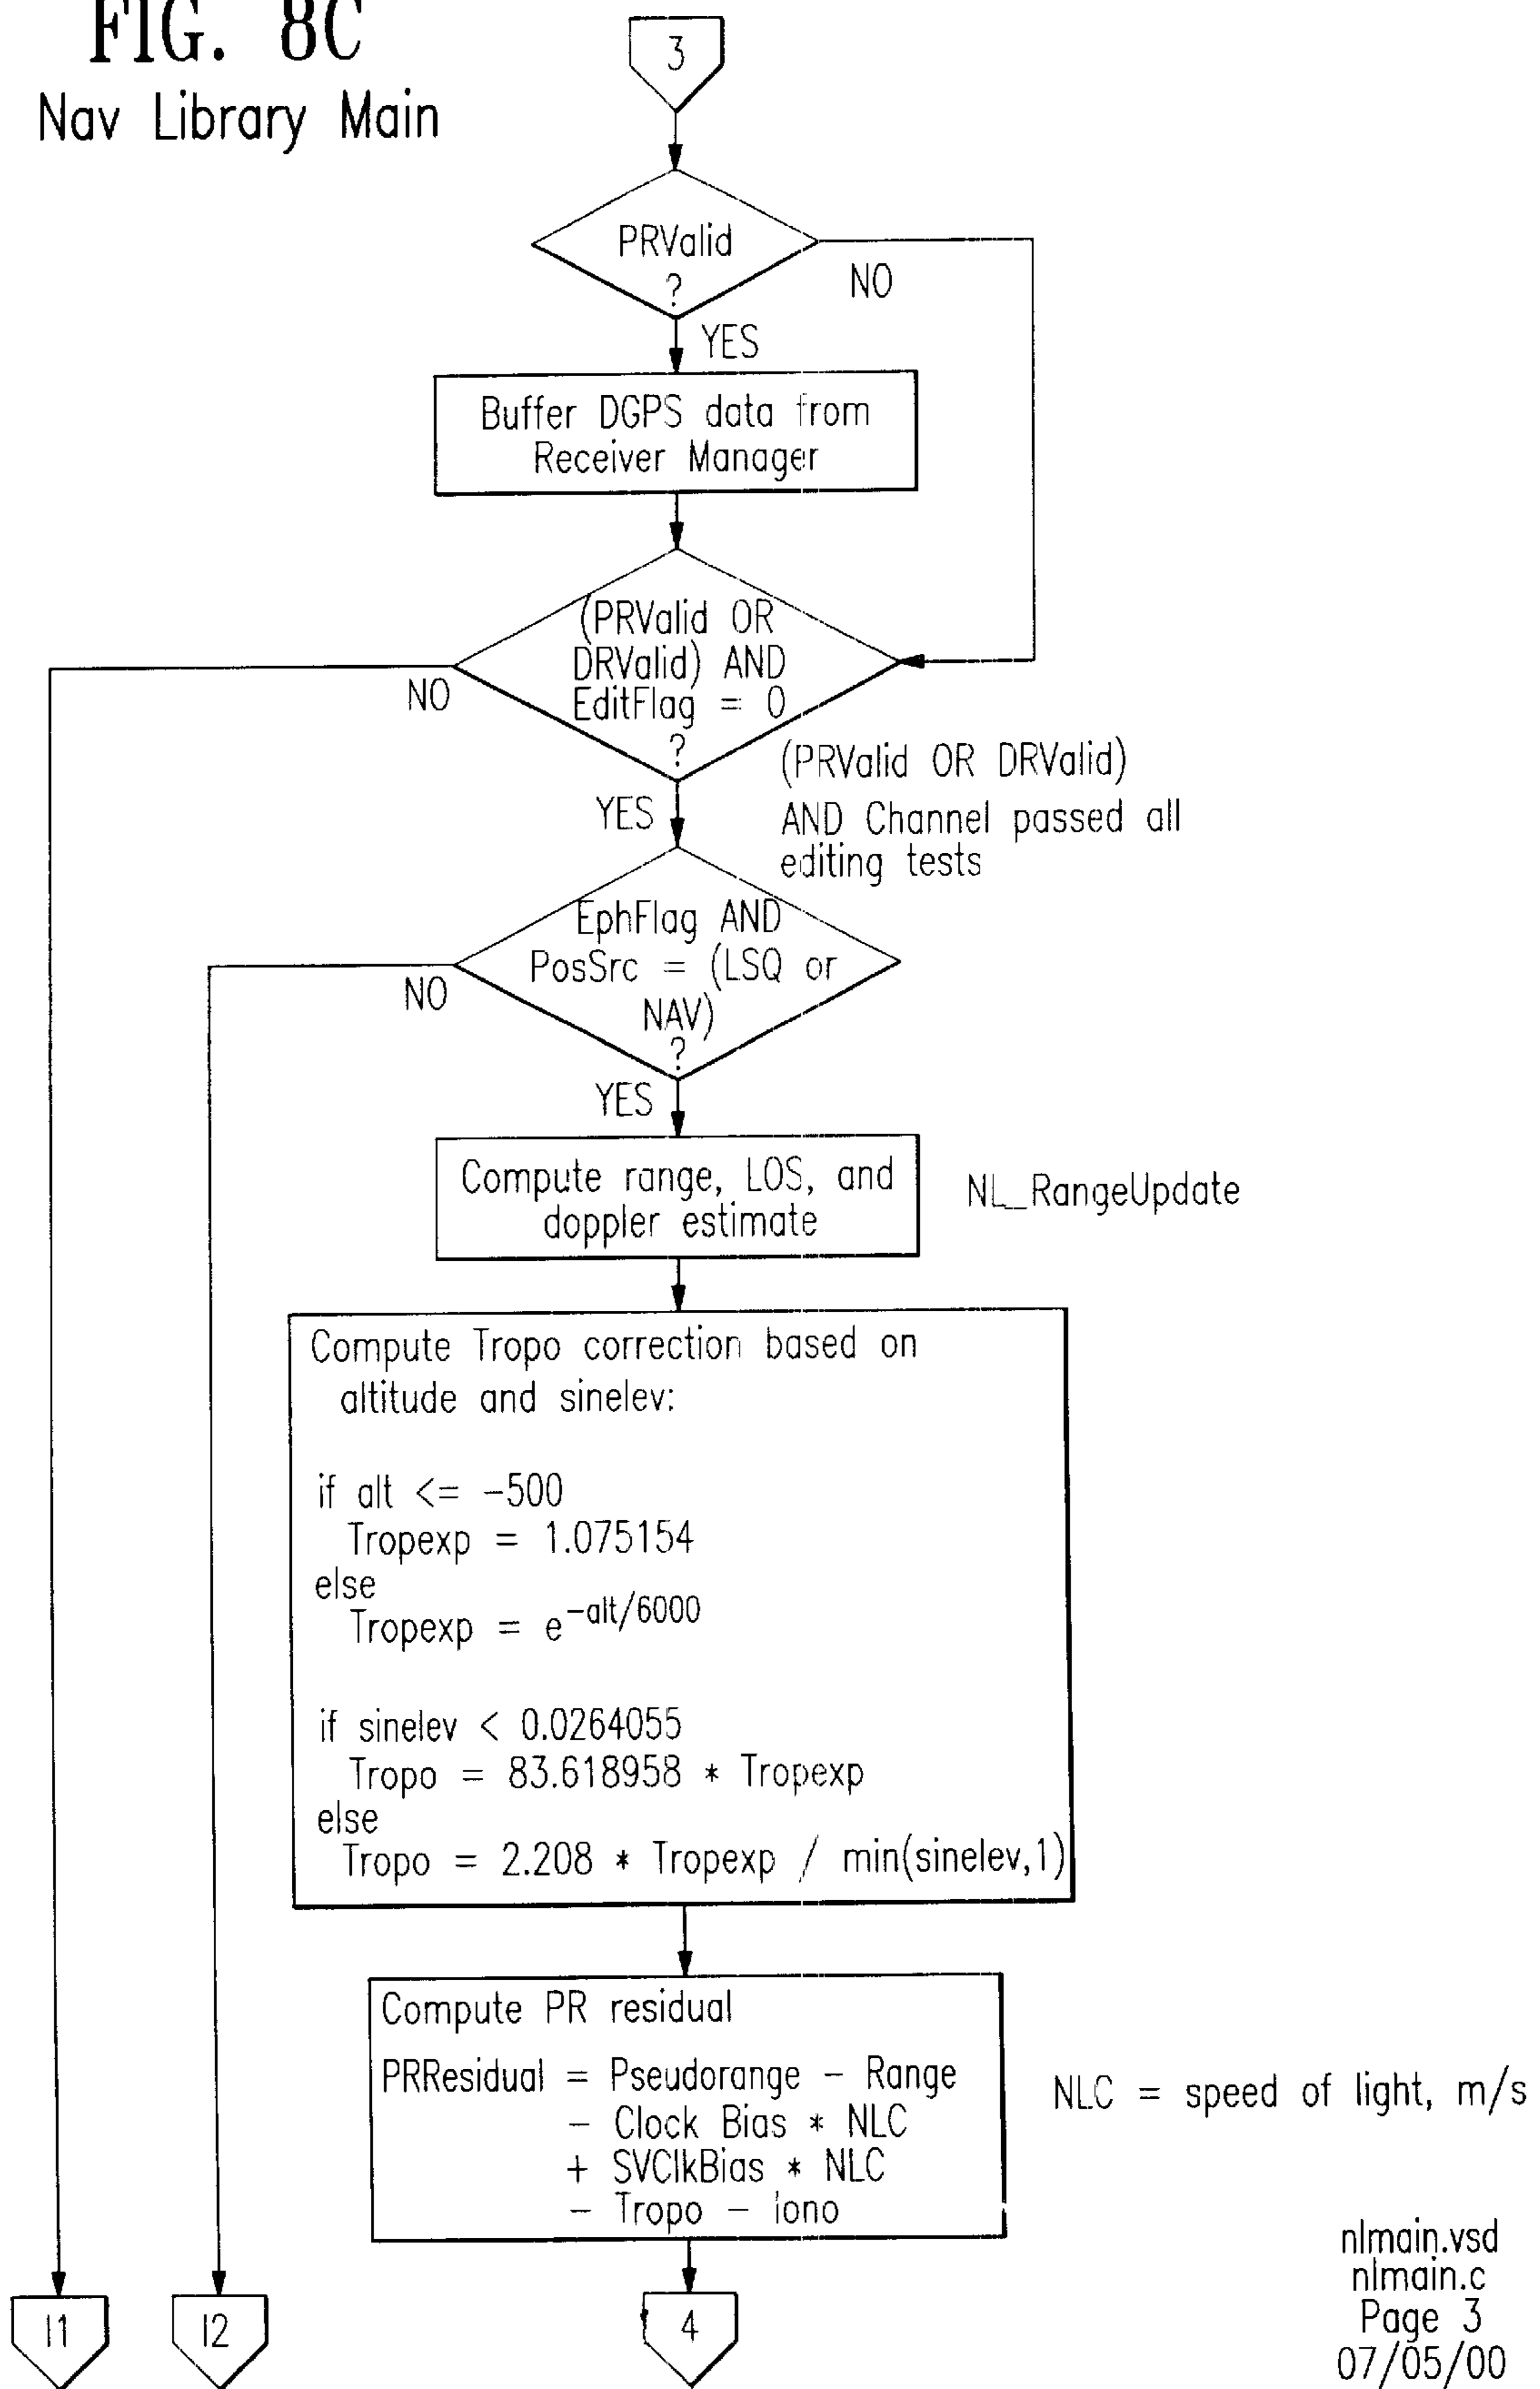 FIG. 8C
Nav Library Main
3
PRValid
?
NO
YES
Buffer DGPS data from
Receiver Manager
(PRValid OR
DRValid) AND
EditFlag = 0
?
NO
YES
(PRValid OR DRValid)
AND Channel passed all
editing tests
EphFlag AND
PosSrc = (LSQ or
NAV)
?
NO
YES
Compute range, LOS, and
doppler estimate
NL_RangeUpdate
Compute Tropo correction based on
altitude and sinelev:
if alt <= -500
Tropexp = 1.075154
else
Tropexp = e^-alt/6000
if sinelev < 0.0264055
Tropo = 83.618958 * Tropexp
else
Tropo = 2.208 * Tropexp / min(sinelev,1)
Compute PR residual
PRResidual = Pseudorange - Range
- Clock Bias * NLC
+ SVClkBias * NLC
- Tropo - iono
NLC = speed of light, m/s
I1
I2
4
nlmain.vsd
nlmain.c
Page 3
07/05/00